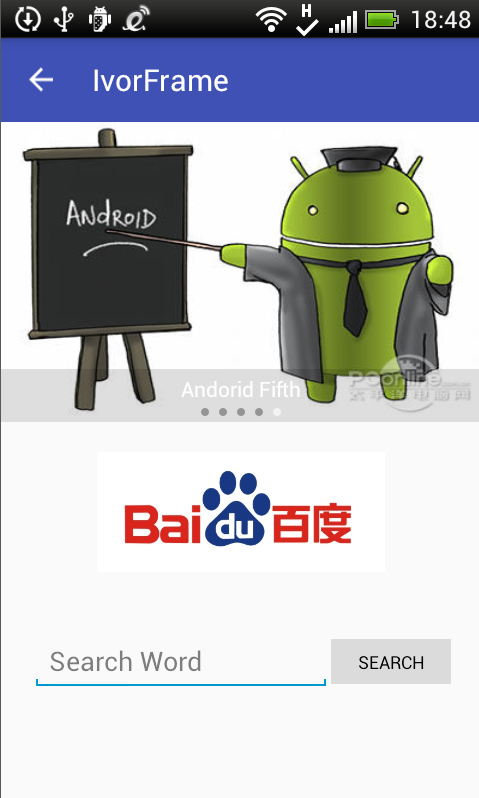 H
18:48
IvorFrame
ANdROID
Andorid Fifth
PConline
太平洋电脑网
Bai du 百度
Search Word
SEARCH